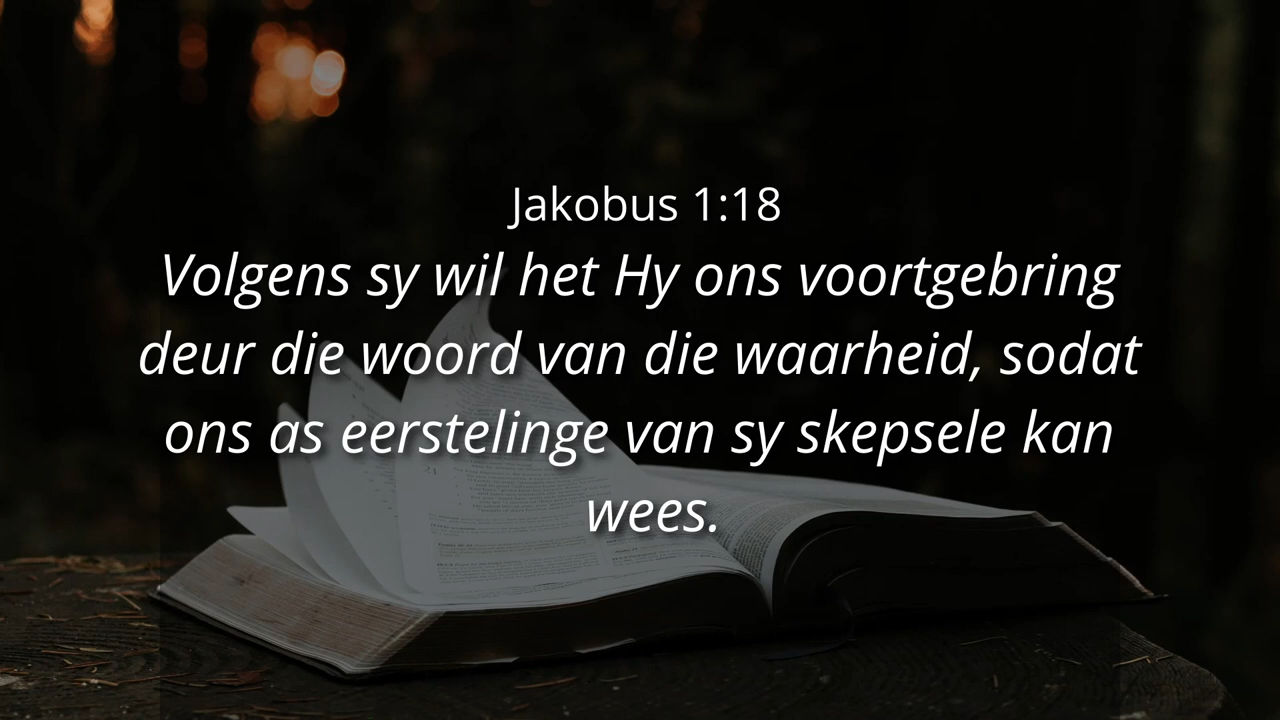 Jakobus 1:18
Volgens sy wil het Hy ons voortgebring
deur die woord van die waarheid, sodat
ons as eerstelinge van sy skepsele kan
wees.